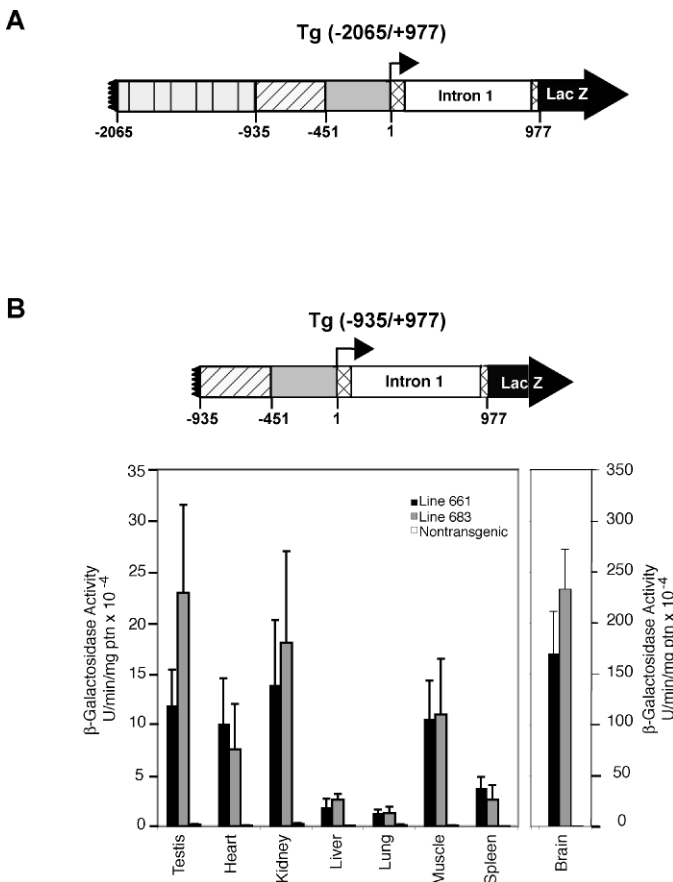 A
Tg (-2065/+977)
Intron 1
Lac Z
-2065 -935 -451 1 977
B
Tg (-935/+977)
Intron 1
Lac Z
-935 -451 1 977
35
30
25
20
15
10
5
0
β-Galactosidase Activity
U/min/mg ptn x 10⁻⁴
Line 661
Line 683
Nontransgenic
350
300
250
200
150
100
50
0
β-Galactosidase Activity
U/min/mg ptn x 10⁻⁴
Testis
Heart
Kidney
Liver
Lung
Muscle
Spleen
Brain